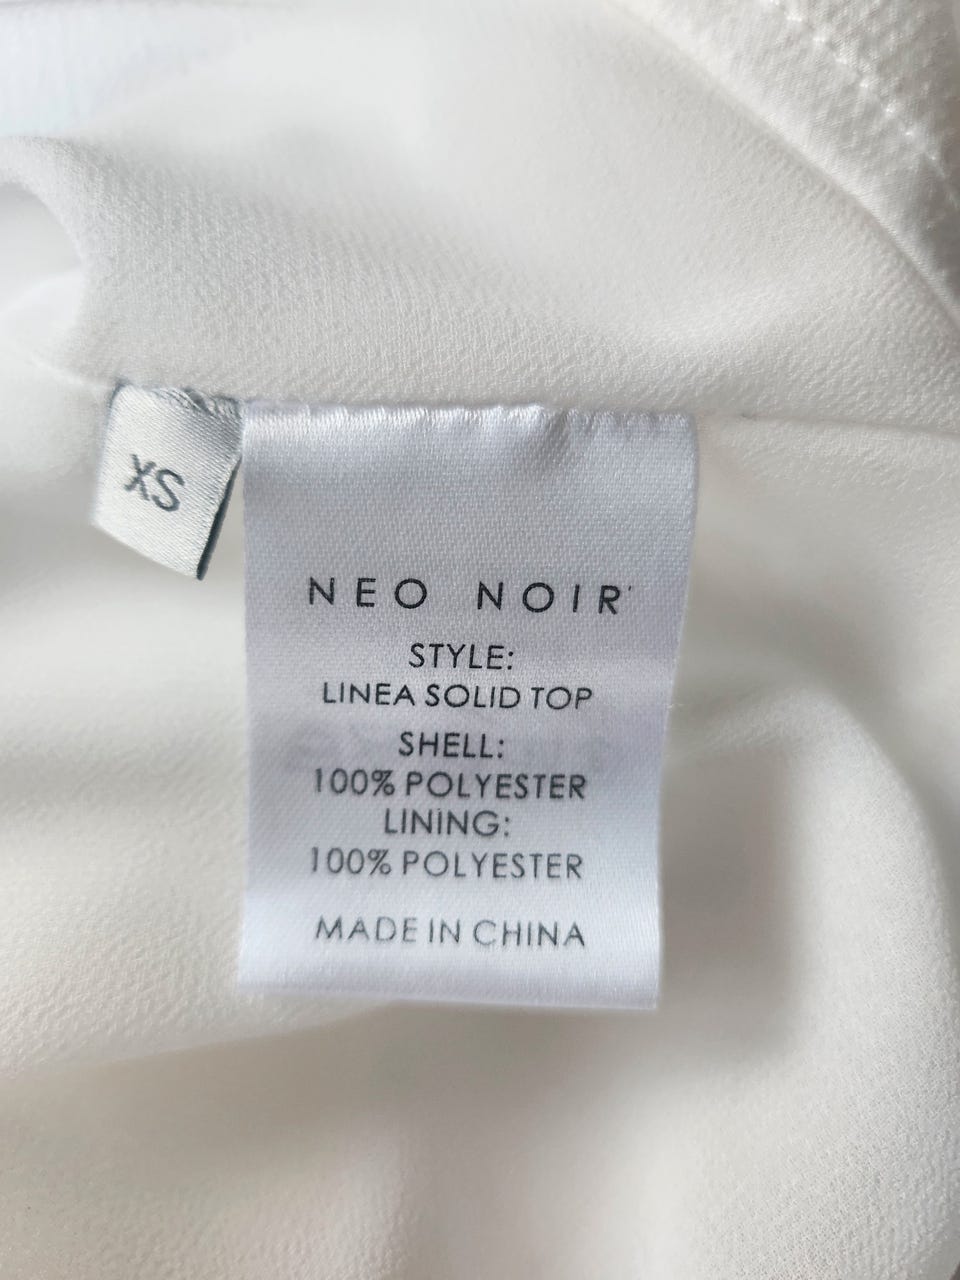 XS
NEO NOIR
STYLE:
LINEA SOLID TOP
SHELL:
100% POLYESTER
LINING:
100% POLYESTER
MADE IN CHINA